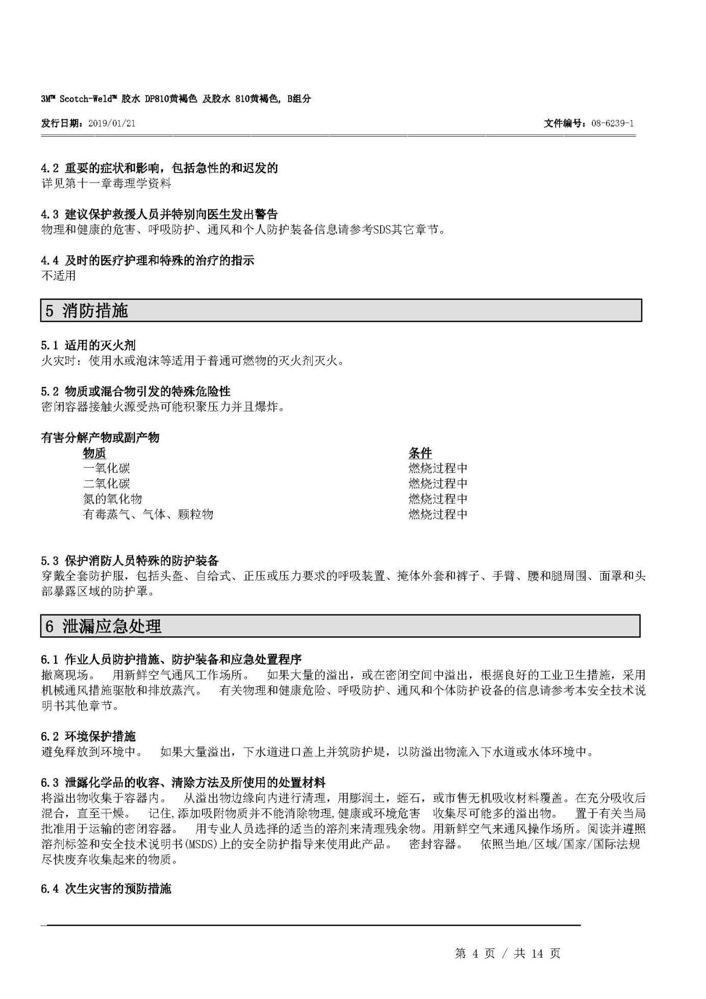 3M™ Scotch-Weld™ 胶水 DP810黄褐色 及胶水 810黄褐色, B组分
发行日期：2019/01/21 文件编号：08-6239-1
4.2 重要的症状和影响，包括急性的和迟发的
详见第十一章毒理学资料
4.3 建议保护救援人员并特别向医生发出警告
物理和健康的危害、呼吸防护、通风和个人防护装备信息请参考SDS其它章节。
4.4 及时的医疗护理和特殊的治疗的指示
不适用
5 消防措施
5.1 适用的灭火剂
火灾时：使用水或泡沫等适用于普通可燃物的灭火剂灭火。
5.2 物质或混合物引发的特殊危险性
密闭容器接触火源受热可能积聚压力并且爆炸。
有害分解产物或副产物
物质 条件
一氧化碳 燃烧过程中
二氧化碳 燃烧过程中
氮的氧化物 燃烧过程中
有毒蒸气、气体、颗粒物 燃烧过程中
5.3 保护消防人员特殊的防护装备
穿戴全套防护服，包括头盔、自给式、正压或压力要求的呼吸装置、掩体外套和裤子、手臂、腰和腿周围、面罩和头
部暴露区域的防护罩。
6 泄漏应急处理
6.1 作业人员防护措施、防护装备和应急处置程序
撤离现场。 用新鲜空气通风工作场所。 如果大量的溢出，或在密闭空间中溢出，根据良好的工业卫生措施，采用
机械通风措施驱散和排放蒸汽。 有关物理和健康危险、呼吸防护、通风和个体防护设备的信息请参考本安全技术说
明书其他章节。
6.2 环境保护措施
避免释放到环境中。 如果大量溢出，下水道进口盖上并筑防护堤，以防溢出物流入下水道或水体环境中。
6.3 泄露化学品的收容、清除方法及所使用的处置材料
将溢出物收集于容器内。 从溢出物边缘向内进行清理，用膨润土，蛭石，或市售无机吸收材料覆盖。在充分吸收后
混合，直至干燥。 记住,添加吸附物质并不能消除物理,健康或环境危害 收集尽可能多的溢出物。 置于有关当局
批准用于运输的密闭容器。 用专业人员选择的适当的溶剂来清理残余物。用新鲜空气来通风操作场所。阅读并遵照
溶剂标签和安全技术说明书(MSDS)上的安全防护指导来使用此产品。 密封容器。 依照当地/区域/国家/国际法规
尽快废弃收集起来的物质。
6.4 次生灾害的预防措施
第 4 页 / 共 14 页